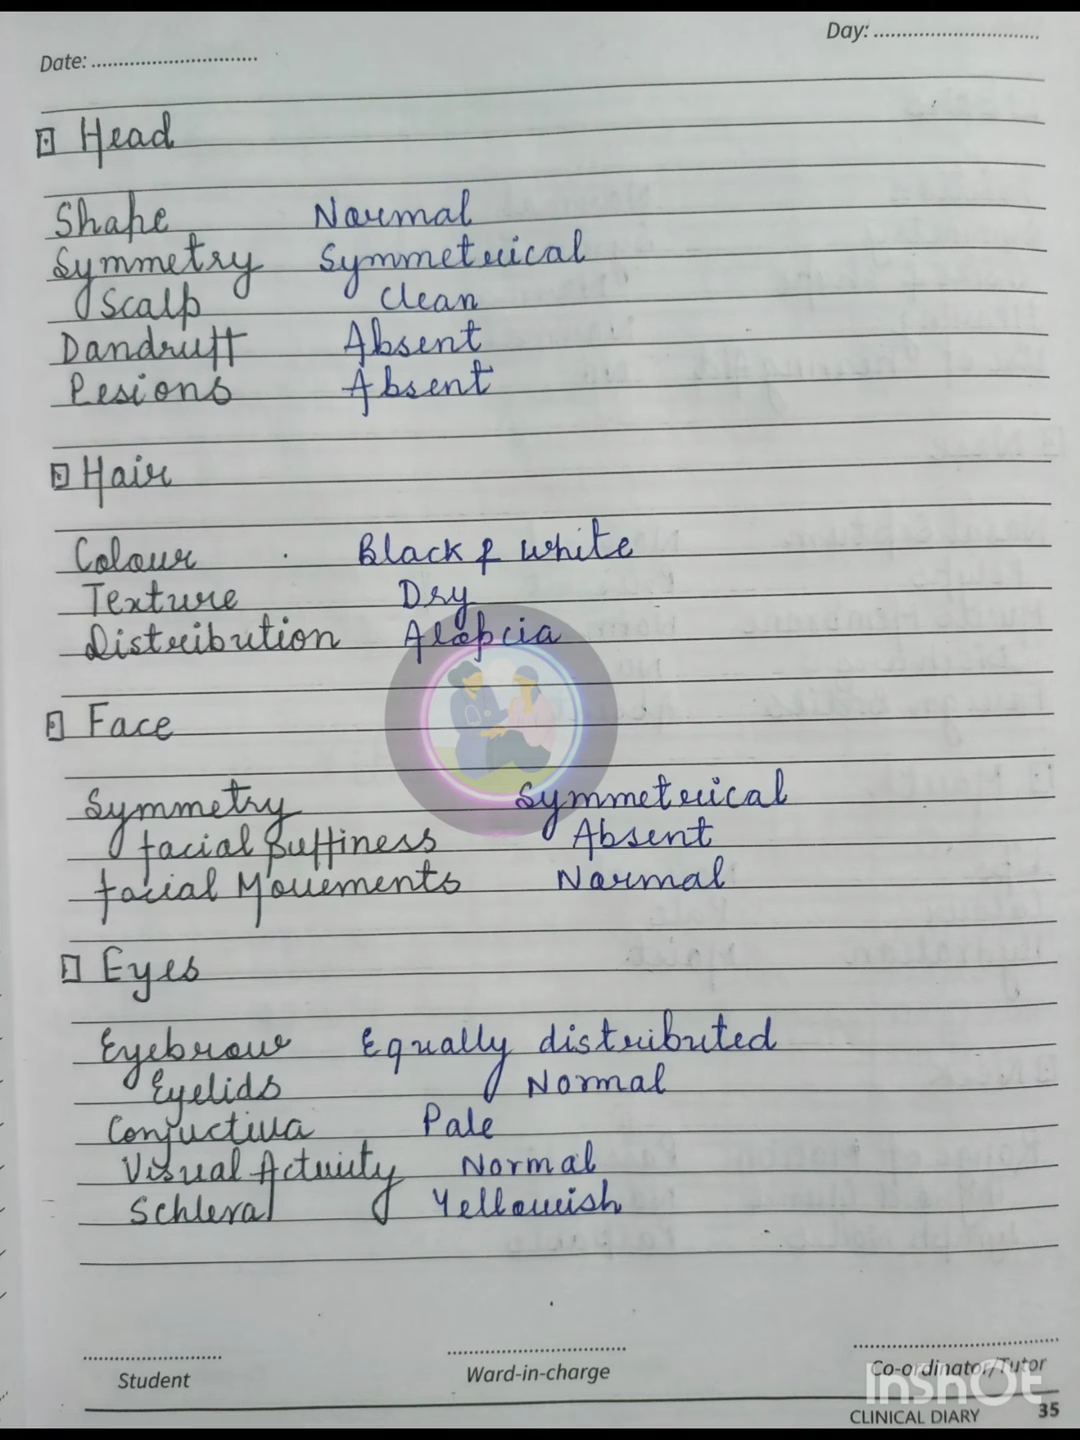 Day: ..............................
Date: ..............................
Head
Shape Normal
Symmetry Symmetrical
Scalp Clean
Dandruff Absent
Lesions Absent
Hair
Colour Black & White
Texture Dry
Distribution Alopcia
Face
Symmetry Symmetrical
facial puffiness Absent
facial Movements Normal
Eyes
Eyebrow Equally distributed
Eyelids Normal
Conjuctiva Pale
Visual Actuity Normal
Schleral Yellowish
Student
Ward-in-charge
Co-ordinator/Tutor
InShOt
CLINICAL DIARY 35